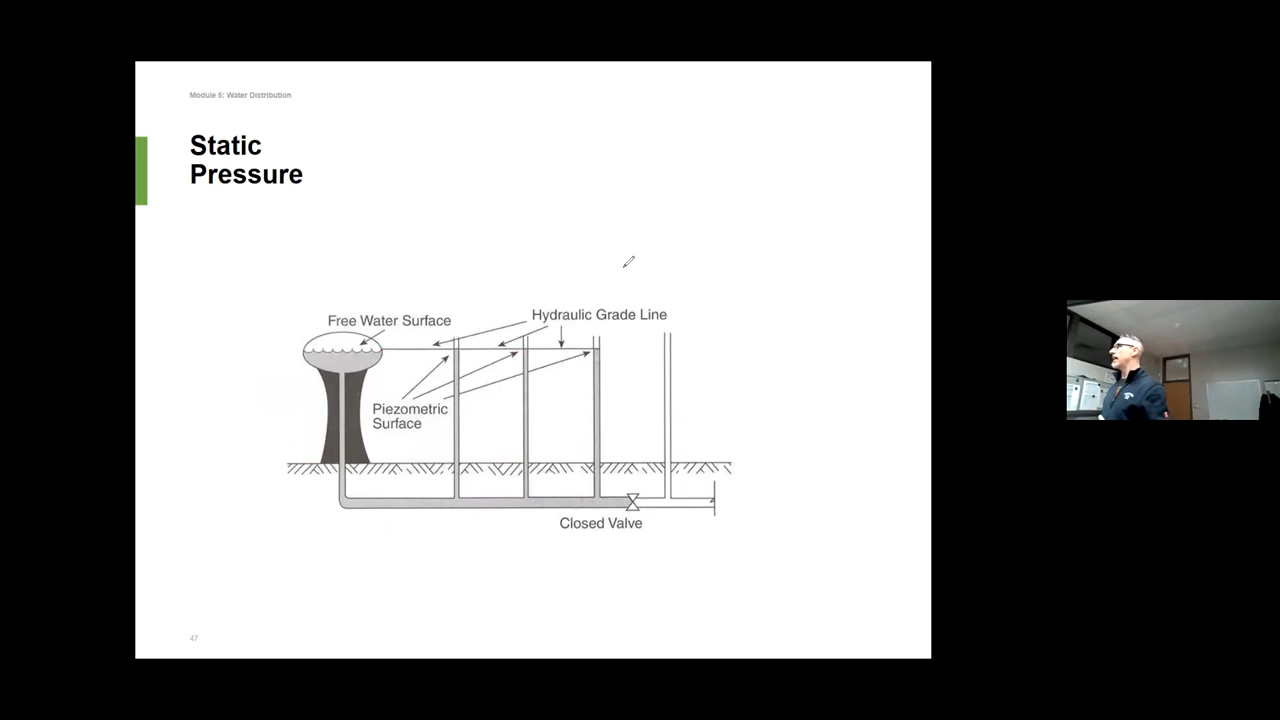 Module 5: Water Distribution
Static
Pressure
Free Water Surface
Hydraulic Grade Line
Piezometric
Surface
Closed Valve
47